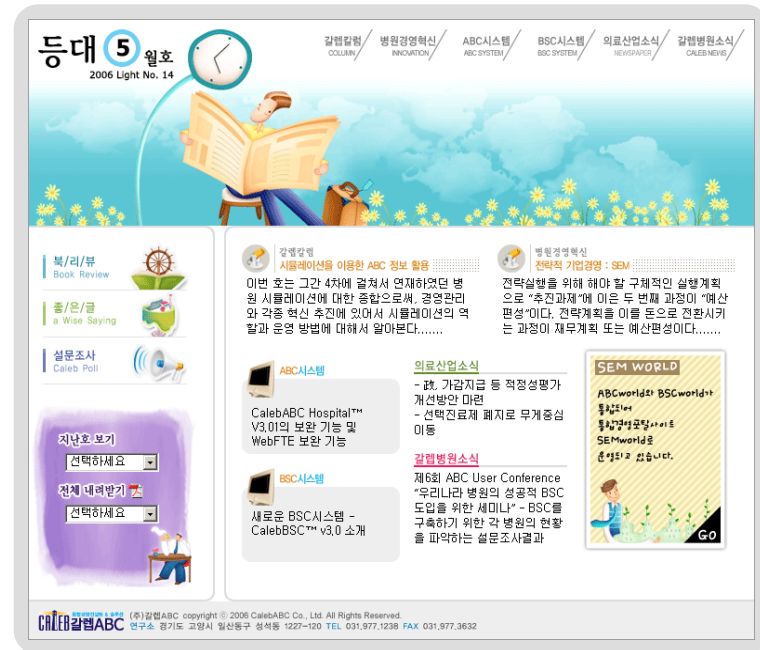 등대 5 월호
2006 Light No. 14
갈렙칼럼 병원경영혁신 ABC시스템 BSC시스템 의료산업소식 갈렙병원소식
COLUMN INNOVATION ABC SYSTEM BSC SYSTEM NEWSPAPER CALEB NEWS
북/리/뷰
Book Review
좋/은/글
a Wise Saying
설문조사
Caleb Poll
지난호 보기
선택하세요
전체 내려받기
선택하세요
갈렙칼럼
시뮬레이션을 이용한 ABC 정보 활용
이번 호는 그간 4차에 걸쳐서 연재하였던 병
원 시뮬레이션에 대한 종합으로써, 경영관리
와 각종 혁신 추진에 있어서 시뮬레이션의 역
할과 운영 방법에 대해서 알아본다.......
병원경영혁신
전략적 기업경영 : SEM
전략실행을 위해 해야 할 구체적인 실행계획
으로 “추진과제”에 이은 두 번째 과정이 “예산
편성”이다. 전략계획을 이를 돈으로 전환시키
는 과정이 재무계획 또는 예산편성이다.......
ABC시스템
CalebABC Hospital™
V3.01의 보완 기능 및
WebFTE 보완 기능
BSC시스템
새로운 BSC시스템 -
CalebBSC™ v3.0 소개
의료산업소식
- 政, 가감지급 등 적정성평가
개선방안 마련
- 선택진료제 폐지로 무게중심
이동
갈렙병원소식
제6회 ABC User Conference
“우리나라 병원의 성공적 BSC
도입을 위한 세미나” - BSC를
구축하기 위한 각 병원의 현황
을 파악하는 설문조사결과
SEM WORLD
ABCworld와 BSCworld가
통합되어
통합경영포탈사이트
SEMworld로
운영되고 있습니다.
GO
CALEB갈렙ABC (주)갈렙ABC copyright ⓒ 2006 CalebABC Co., Ltd. All Rights Reserved.
연구소 경기도 고양시 일산동구 성석동 1227-120 TEL 031.977.1238 FAX 031.977.3632